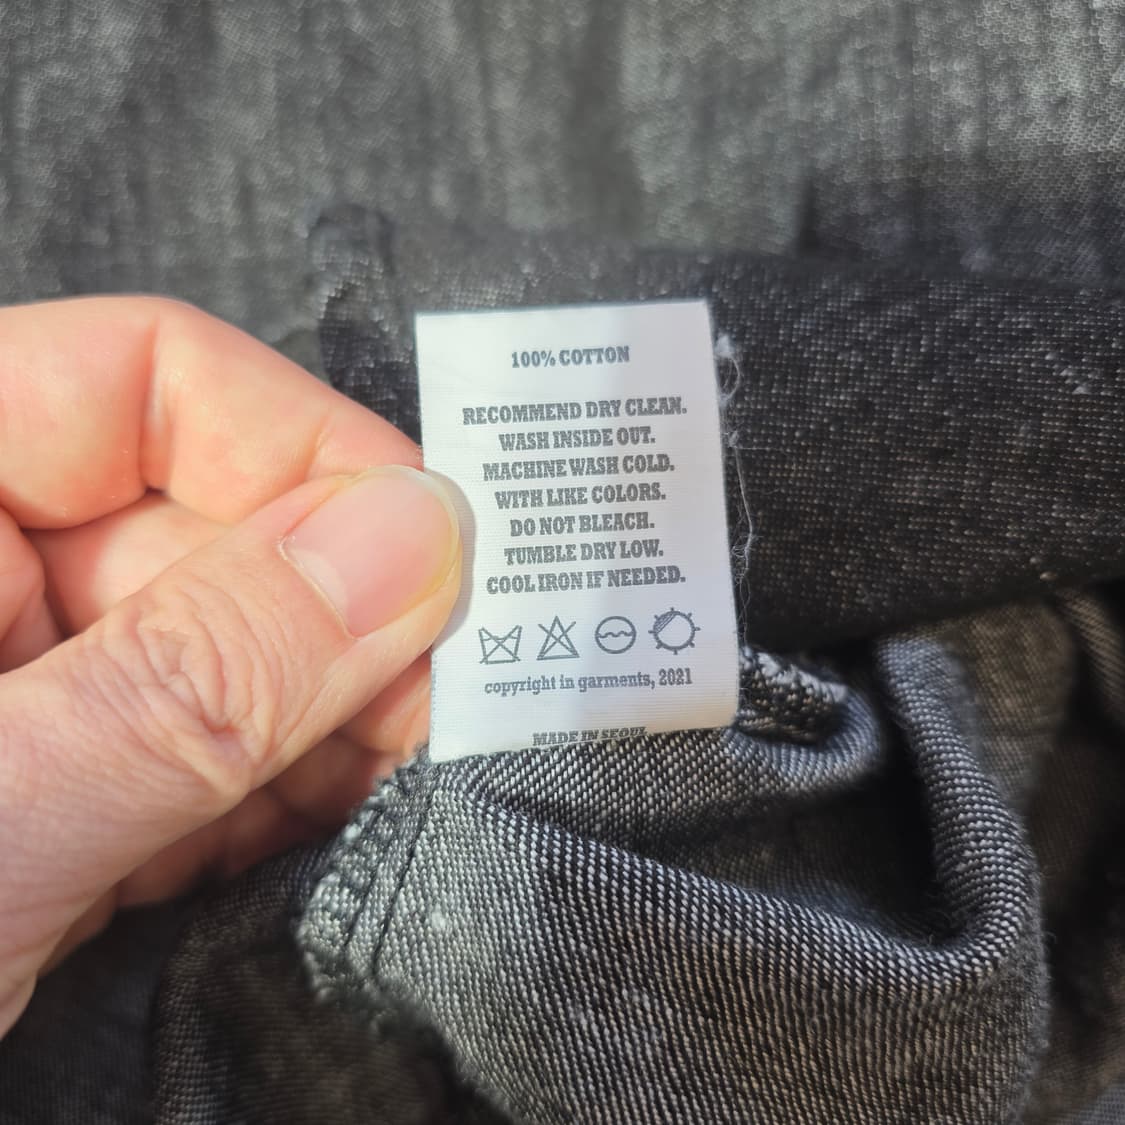 100% COTTON
RECOMMEND DRY CLEAN.
WASH INSIDE OUT.
MACHINE WASH COLD.
WITH LIKE COLORS.
DO NOT BLEACH.
TUMBLE DRY LOW.
COOL IRON IF NEEDED.
copyright in garments, 2021
MADE IN SEOUL